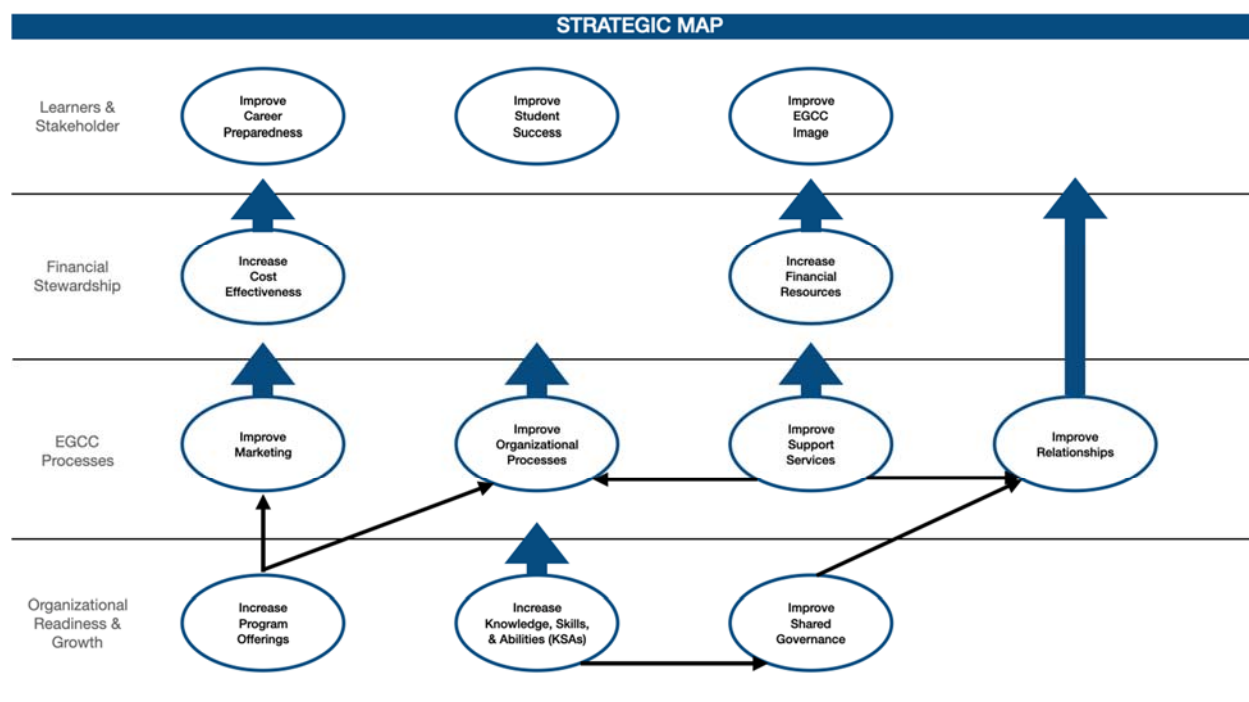 STRATEGIC MAP
Learners &
Stakeholder
Improve
Career
Preparedness
Improve
Student
Success
Improve
EGCC
Image
Financial
Stewardship
Increase
Cost
Effectiveness
Increase
Financial
Resources
EGCC
Processes
Improve
Marketing
Improve
Organizational
Processes
Improve
Support
Services
Improve
Relationships
Organizational
Readiness &
Growth
Increase
Program
Offerings
Increase
Knowledge, Skills,
& Abilities (KSAs)
Improve
Shared
Governance